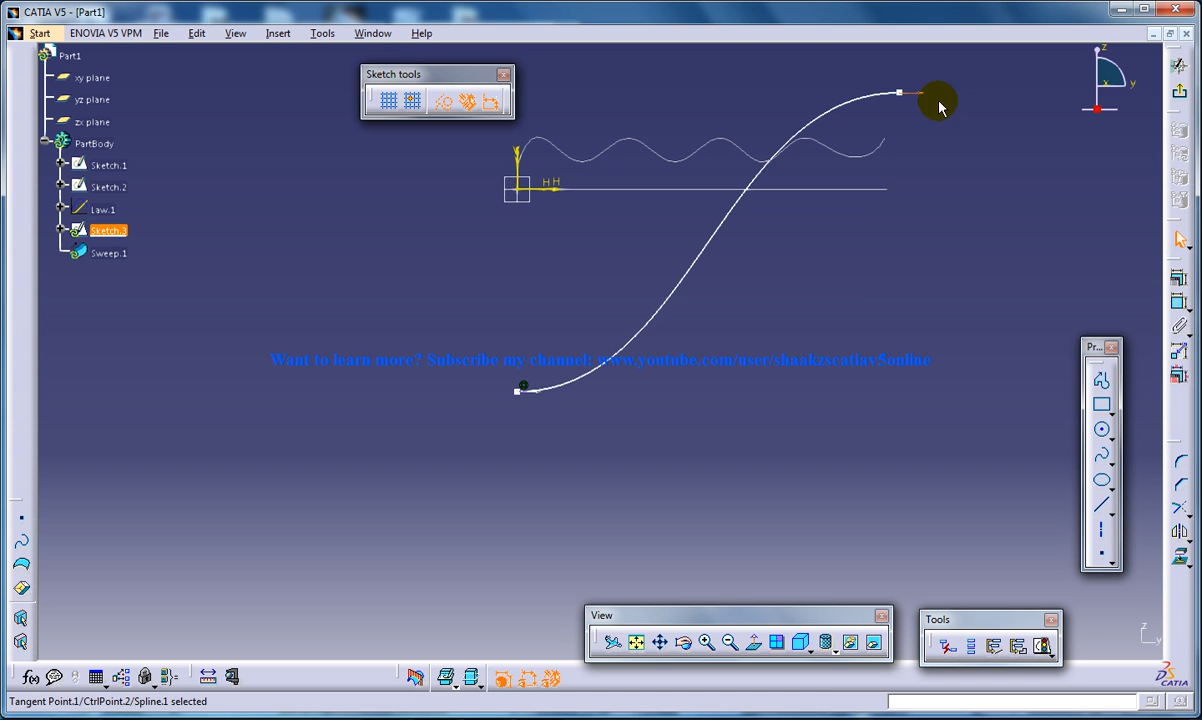 CATIA V5 - [Part1]
Start ENOVIA V5 VPM File Edit View Insert Tools Window Help
Part1
xy plane
yz plane
zx plane
PartBody
Sketch.1
Sketch.2
Law.1
Sketch.3
Sweep.1
Sketch tools
H H
z
x
y
Want to learn more? Subscribe my channel: www.youtube.com/user/shaakzscatiav5online
Pr...
View
Tools
z
y
f(x)
CATIA
Tangent Point.1/CtrlPoint.2/Spline.1 selected